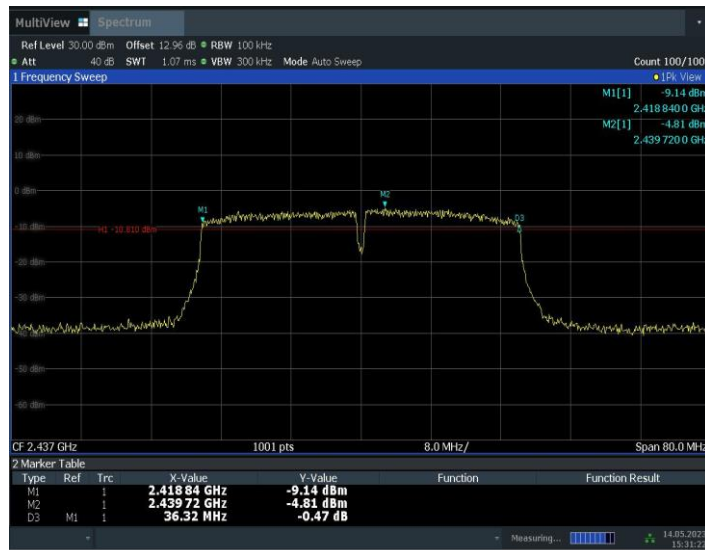 MultiView Spectrum
Ref Level 30.00 dBm Offset 12.96 dB RBW 100 kHz
Att 40 dB SWT 1.07 ms VBW 300 kHz Mode Auto Sweep Count 100/100
1 Frequency Sweep 1Pk View
M1[1] -9.14 dBm
2.418 8400 GHz
M2[1] -4.81 dBm
2.439 7200 GHz
20 dBm
10 dBm
0 dBm
M2
M1
D3
-10 dBm
H1 -10.810 dBm
-20 dBm
-30 dBm
-40 dBm
-50 dBm
-60 dBm
CF 2.437 GHz 1001 pts 8.0 MHz/ Span 80.0 MHz
2 Marker Table
Type Ref Trc X-Value Y-Value Function Function Result
M1 1 2.418 84 GHz -9.14 dBm
M2 1 2.439 72 GHz -4.81 dBm
D3 M1 1 36.32 MHz -0.47 dB
Measuring... 14.05.2023
15:31:22